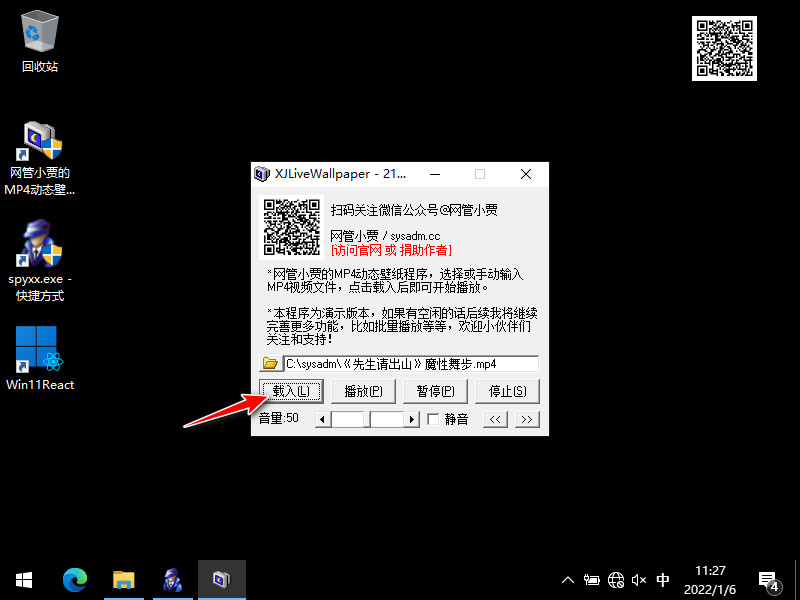 回收站
网管小贾的
MP4动态壁...
spyxx.exe -
快捷方式
Win11React
XJLiveWallpaper - 21...
扫码关注微信公众号@网管小贾
网管小贾 / sysadm.cc
[访问官网 或 捐助作者]
*网管小贾的MP4动态壁纸程序，选择或手动输入
MP4视频文件，点击载入后即可开始播放。
*本程序为演示版本，如果有空闲的话后续我将继续
完善更多功能，比如批量播放等等，欢迎小伙伴们
关注和支持！
C:\sysadm\《先生请出山》魔性舞步.mp4
载入(L) 播放(P) 暂停(P) 停止(S)
音量:50 静音 << >>
中
11:27
2022/1/6
4